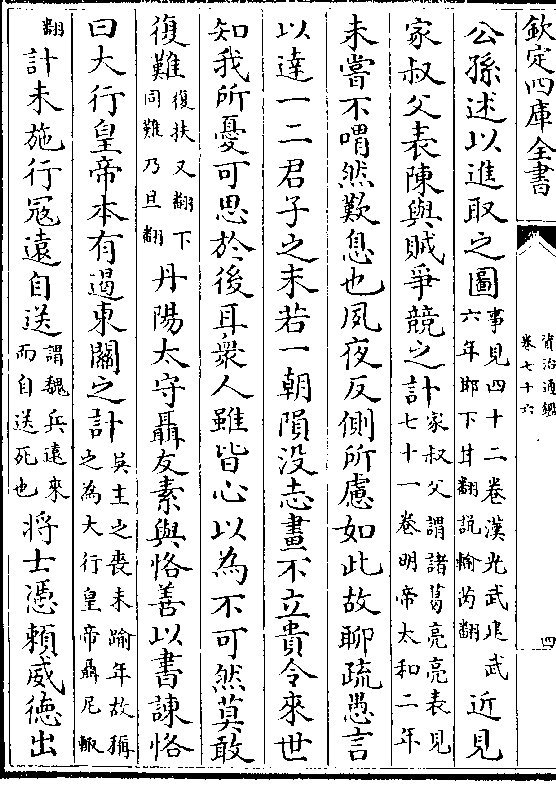 欽定四庫全書
資治通鑑
卷七十六
四
公孫述以進取之圖事見四十二卷漢光武建武
六年郫下甘翻説輸芮翻近見
家叔父表陳與賊爭競之計家叔父謂諸葛亮亮表見
七十一卷明帝太和二年
未嘗不喟然歎息也夙夜反側所慮如此故聊疏愚言
以達一二君子之末若一朝隕没志畫不立貴令來世
知我所憂可思於後耳衆人雖皆心以為不可然莫敢
復難復扶又翻下
同難乃旦翻丹陽太守聶友素與恪善以書諫恪
曰大行皇帝本有遏東關之計吳主之喪未踰年故稱
之為大行皇帝聶尼輒
翻計未施行寇遠自送謂魏兵遠來
而自送死也将士憑賴威德出